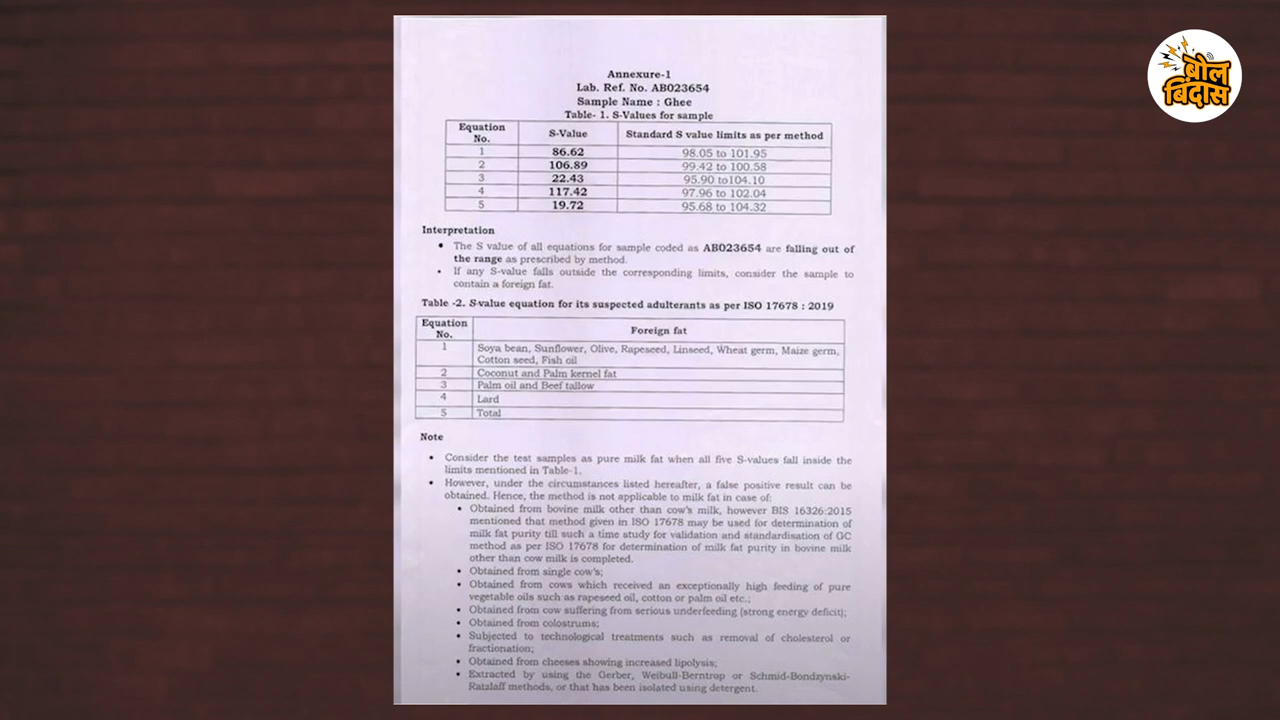 Annexure-1
Lab. Ref. No. AB023654
Sample Name : Ghee
Table- 1. S-Values for sample
Equation No. S-Value Standard S value limits as per method
1 86.62 98.05 to 101.95
2 106.89 99.42 to 100.58
3 22.43 95.90 to104.10
4 117.42 97.96 to 102.04
5 19.72 95.68 to 104.32
Interpretation
• The S value of all equations for sample coded as AB023654 are falling out of
the range as prescribed by method.
• If any S-value falls outside the corresponding limits, consider the sample to
contain a foreign fat.
Table -2. S-value equation for its suspected adulterants as per ISO 17678 : 2019
Equation No. Foreign fat
1 Soya bean, Sunflower, Olive, Rapeseed, Linseed, Wheat germ, Maize germ,
Cotton seed, Fish oil
2 Coconut and Palm kernel fat
3 Palm oil and Beef tallow
4 Lard
5 Total
Note
• Consider the test samples as pure milk fat when all five S-values fall inside the
limits mentioned in Table-1.
• However, under the circumstances listed hereafter, a false positive result can be
obtained. Hence, the method is not applicable to milk fat in case of:
• Obtained from bovine milk other than cow's milk, however BIS 16326:2015
mentioned that method given in ISO 17678 may be used for determination of
milk fat purity till such a time study for validation and standardisation of GC
method as per ISO 17678 for determination of milk fat purity in bovine milk
other than cow milk is completed.
• Obtained from single cow's;
• Obtained from cows which received an exceptionally high feeding of pure
vegetable oils such as rapeseed oil, cotton or palm oil etc.;
• Obtained from cow suffering from serious underfeeding (strong energy deficit);
• Obtained from colostrums;
• Subjected to technological treatments such as removal of cholesterol or
fractionation;
• Obtained from cheeses showing increased lipolysis;
• Extracted by using the Gerber, Weibull-Berntrop or Schmid-Bondzynski-
Ratzlaff methods, or that has been isolated using detergent.
बोल
बिंदास